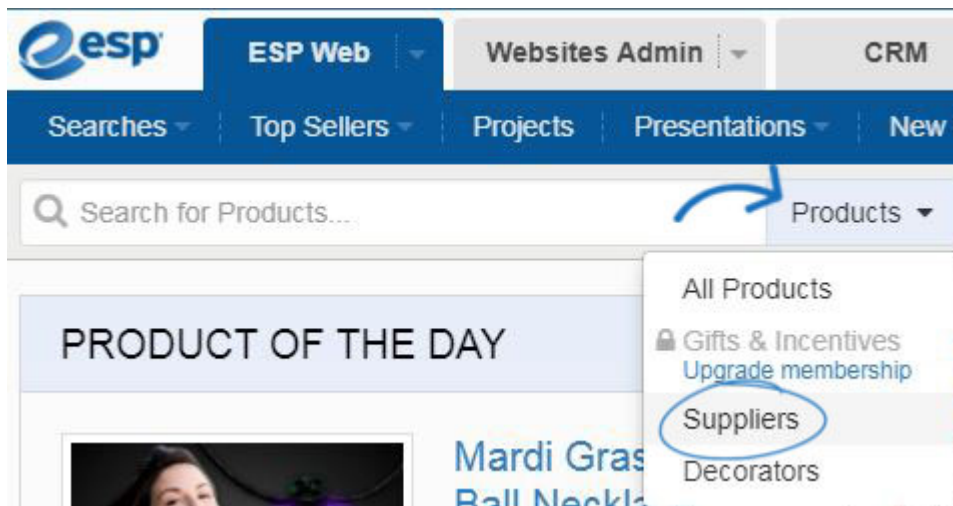 esp
ESP Web
Websites Admin
CRM
Searches
Top Sellers
Projects
Presentations
New
Search for Products...
Products
All Products
Gifts & Incentives
Upgrade membership
Suppliers
Decorators
PRODUCT OF THE DAY
Mardi Gras
Ball